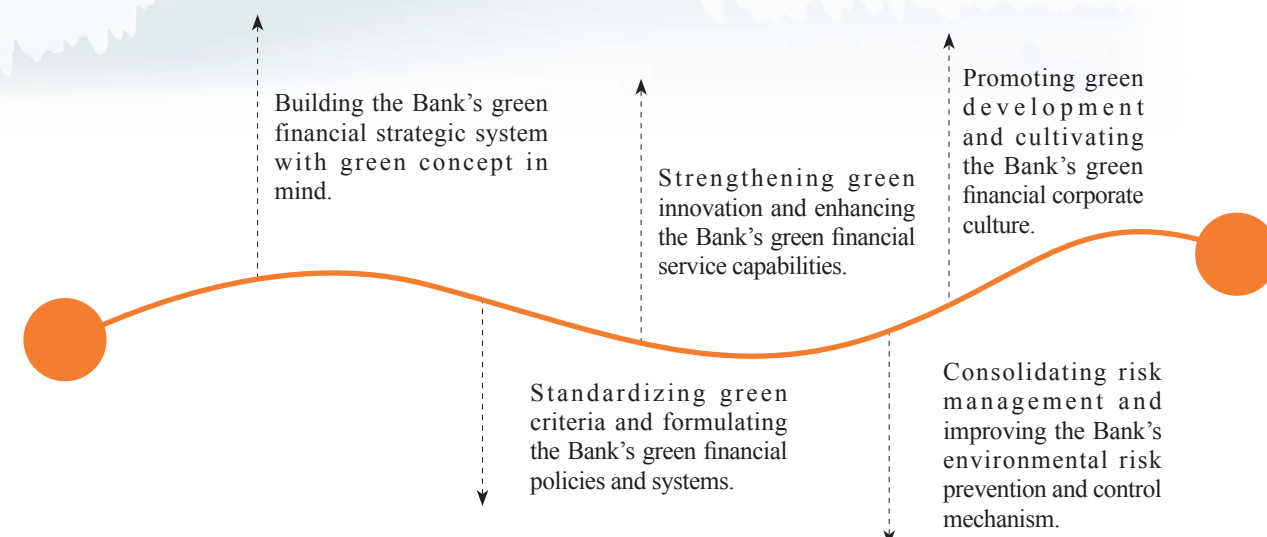 Building the Bank’s green
financial strategic system
with green concept in
mind.
Standardizing green
criteria and formulating
the Bank’s green financial
policies and systems.
Strengthening green
innovation and enhancing
the Bank’s green financial
service capabilities.
Consolidating risk
management and
improving the Bank’s
environmental risk
prevention and control
mechanism.
Promoting green
development
and cultivating
the Bank’s green
financial corporate
culture.